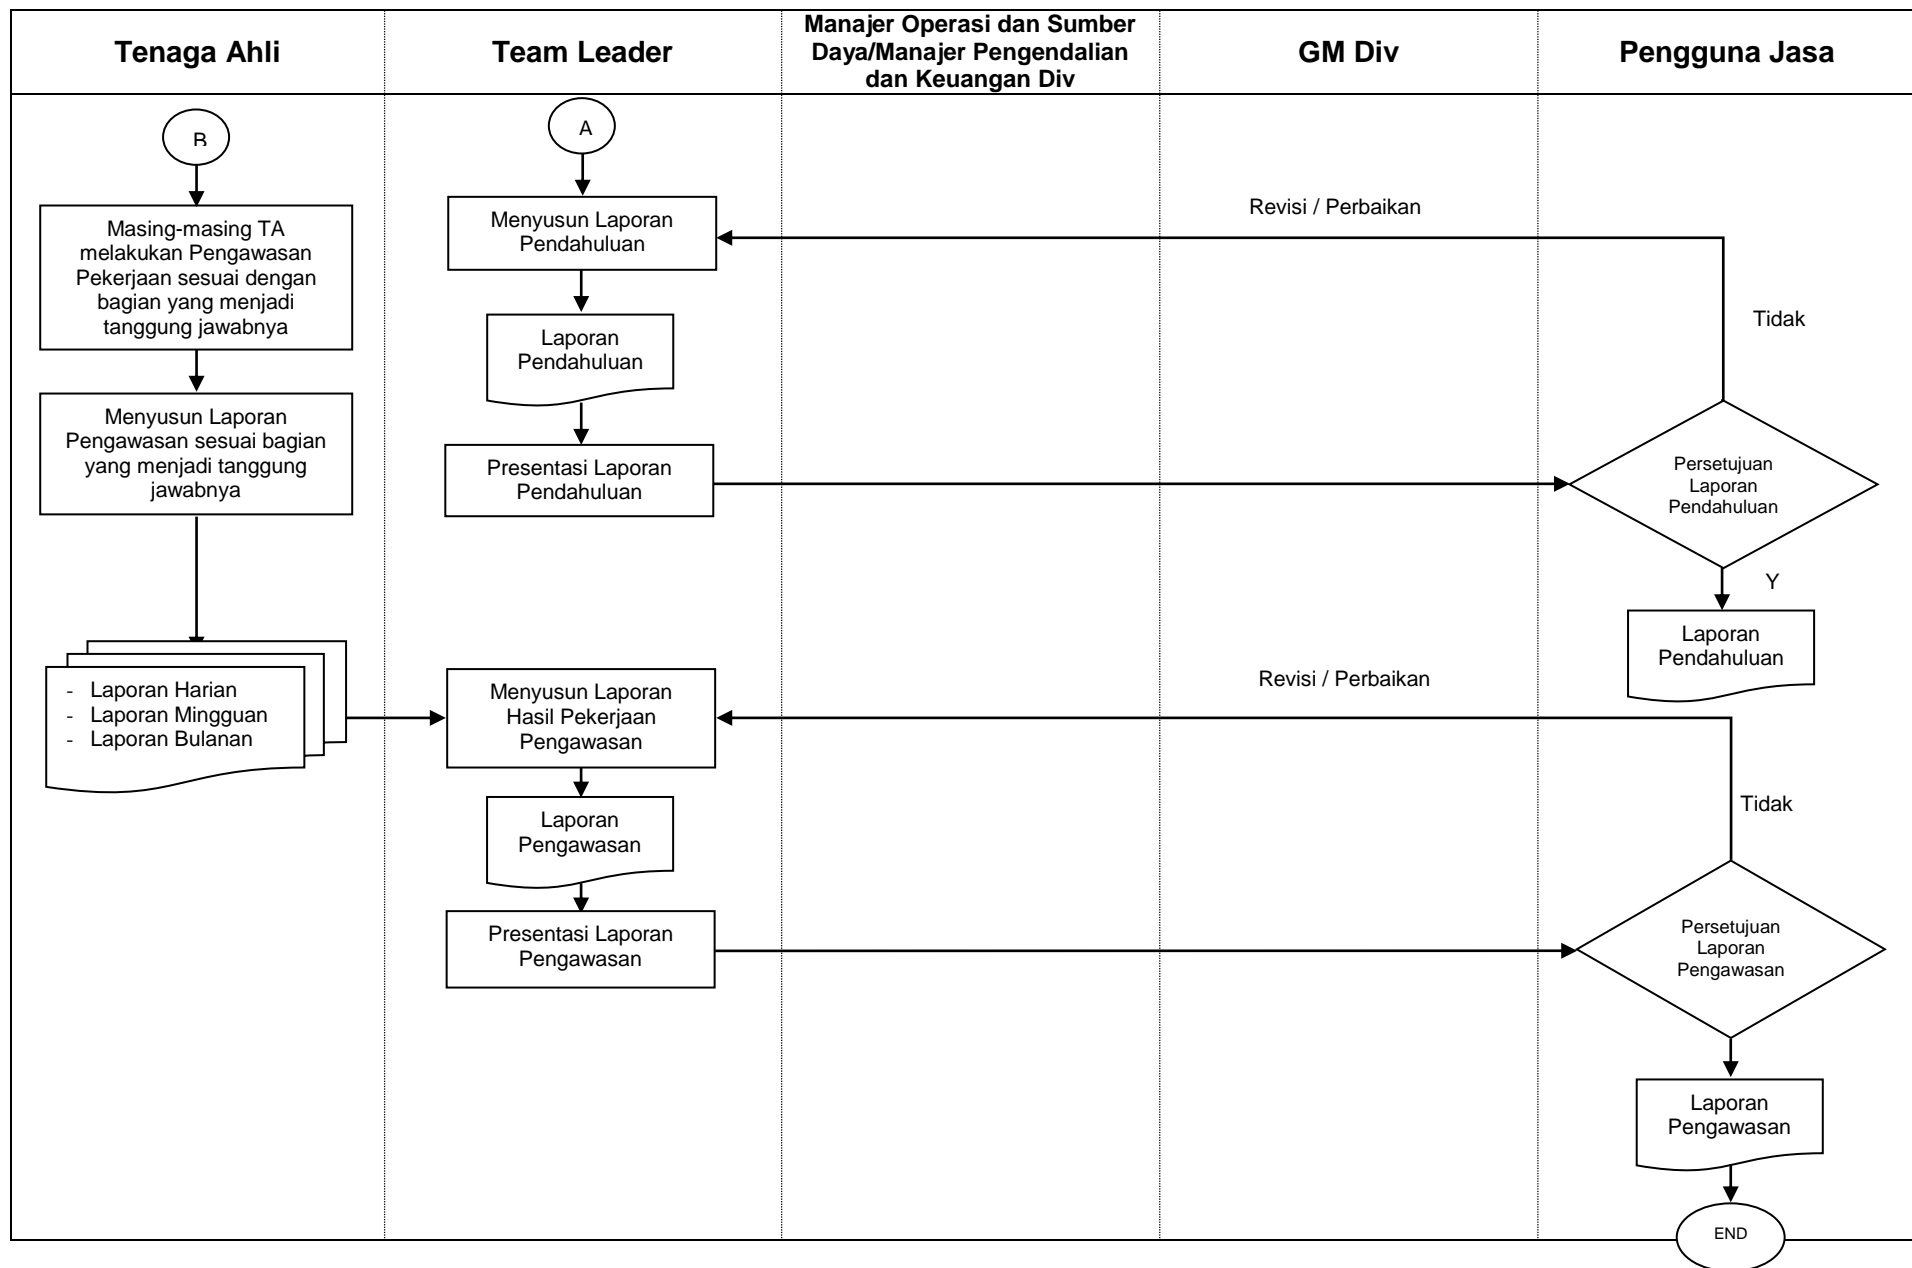 Tenaga Ahli
Team Leader
Manajer Operasi dan Sumber
Daya/Manajer Pengendalian
dan Keuangan Div
GM Div
Pengguna Jasa
B
A
Masing-masing TA
melakukan Pengawasan
Pekerjaan sesuai dengan
bagian yang menjadi
tanggung jawabnya
Menyusun Laporan
Pendahuluan
Revisi / Perbaikan
Tidak
Laporan
Pendahuluan
Menyusun Laporan
Pengawasan sesuai bagian
yang menjadi tanggung
jawabnya
Presentasi Laporan
Pendahuluan
Persetujuan
Laporan
Pendahuluan
Y
Laporan
Pendahuluan
- Laporan Harian
- Laporan Mingguan
- Laporan Bulanan
Menyusun Laporan
Hasil Pekerjaan
Pengawasan
Revisi / Perbaikan
Tidak
Laporan
Pengawasan
Presentasi Laporan
Pengawasan
Persetujuan
Laporan
Pengawasan
Laporan
Pengawasan
END